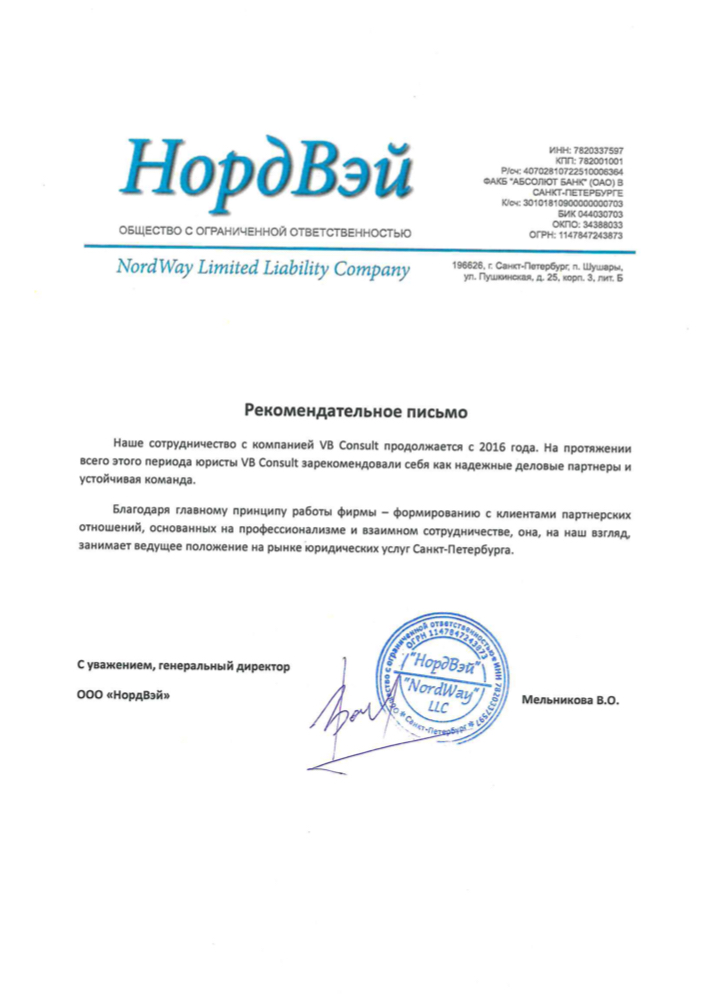 НордВэй
ОБЩЕСТВО С ОГРАНИЧЕННОЙ ОТВЕТСТВЕННОСТЬЮ
NordWay Limited Liability Company
ИНН: 7820337597
КПП: 782001001
Р/сч: 40702810722510006364
ФАКБ "АБСОЛЮТ БАНК" (ОАО) В
САНКТ-ПЕТЕРБУРГЕ
К/сч: 30101810900000000703
БИК 044030703
ОКПО: 34388033
ОГРН: 1147847243873
196626, г. Санкт-Петербург, п. Шушары,
ул. Пушкинская, д. 25, корп. 3, лит. Б
Рекомендательное письмо
Наше сотрудничество с компанией VB Consult продолжается с 2016 года. На протяжении
всего этого периода юристы VB Consult зарекомендовали себя как надежные деловые партнеры и
устойчивая команда.
Благодаря главному принципу работы фирмы – формированию с клиентами партнерских
отношений, основанных на профессионализме и взаимном сотрудничестве, она, на наш взгляд,
занимает ведущее положение на рынке юридических услуг Санкт-Петербурга.
С уважением, генеральный директор
ООО «НордВэй»
Общество с ограниченной ответственностью ИНН 7820337597
ОГРН 1147847243873
"НордВэй"
"NordWay"
LLC
Санкт-Петербург
Мельникова В.О.